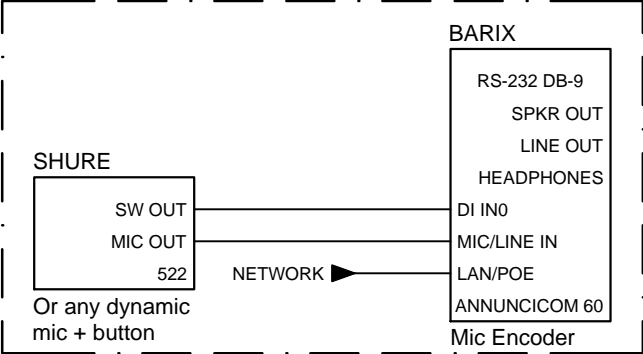 BARIX
RS-232 DB-9
SPKR OUT
LINE OUT
HEADPHONES
SHURE
SW OUT
DI IN0
MIC OUT
MIC/LINE IN
522
NETWORK
LAN/POE
ANNUNCICOM 60
Or any dynamic
mic + button
Mic Encoder